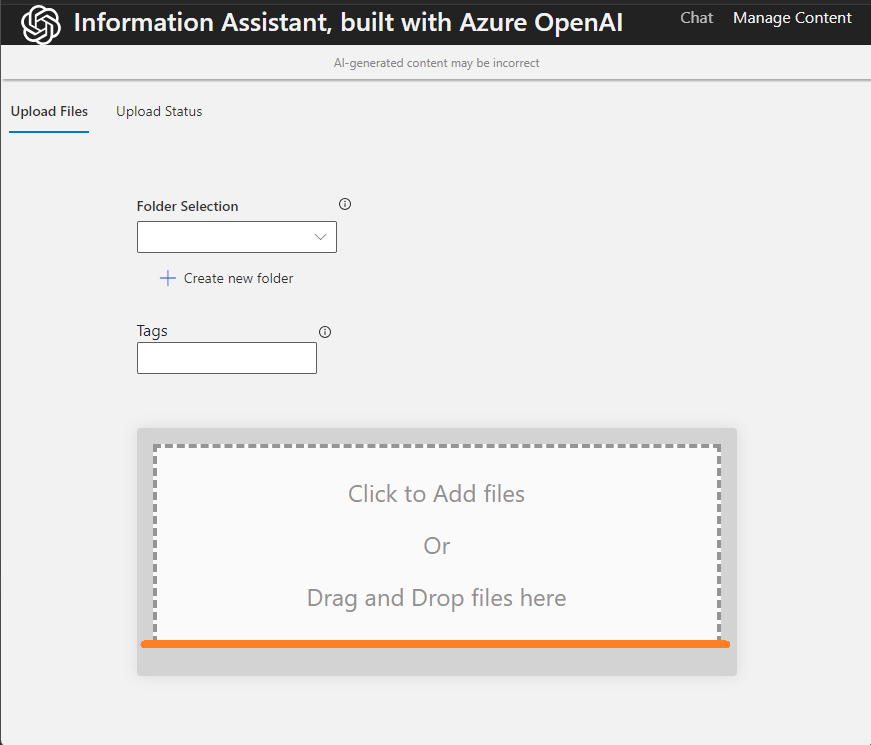 Information Assistant, built with Azure OpenAI
Chat
Manage Content
AI-generated content may be incorrect
Upload Files
Upload Status
Folder Selection
Create new folder
Tags
Click to Add files
Or
Drag and Drop files here